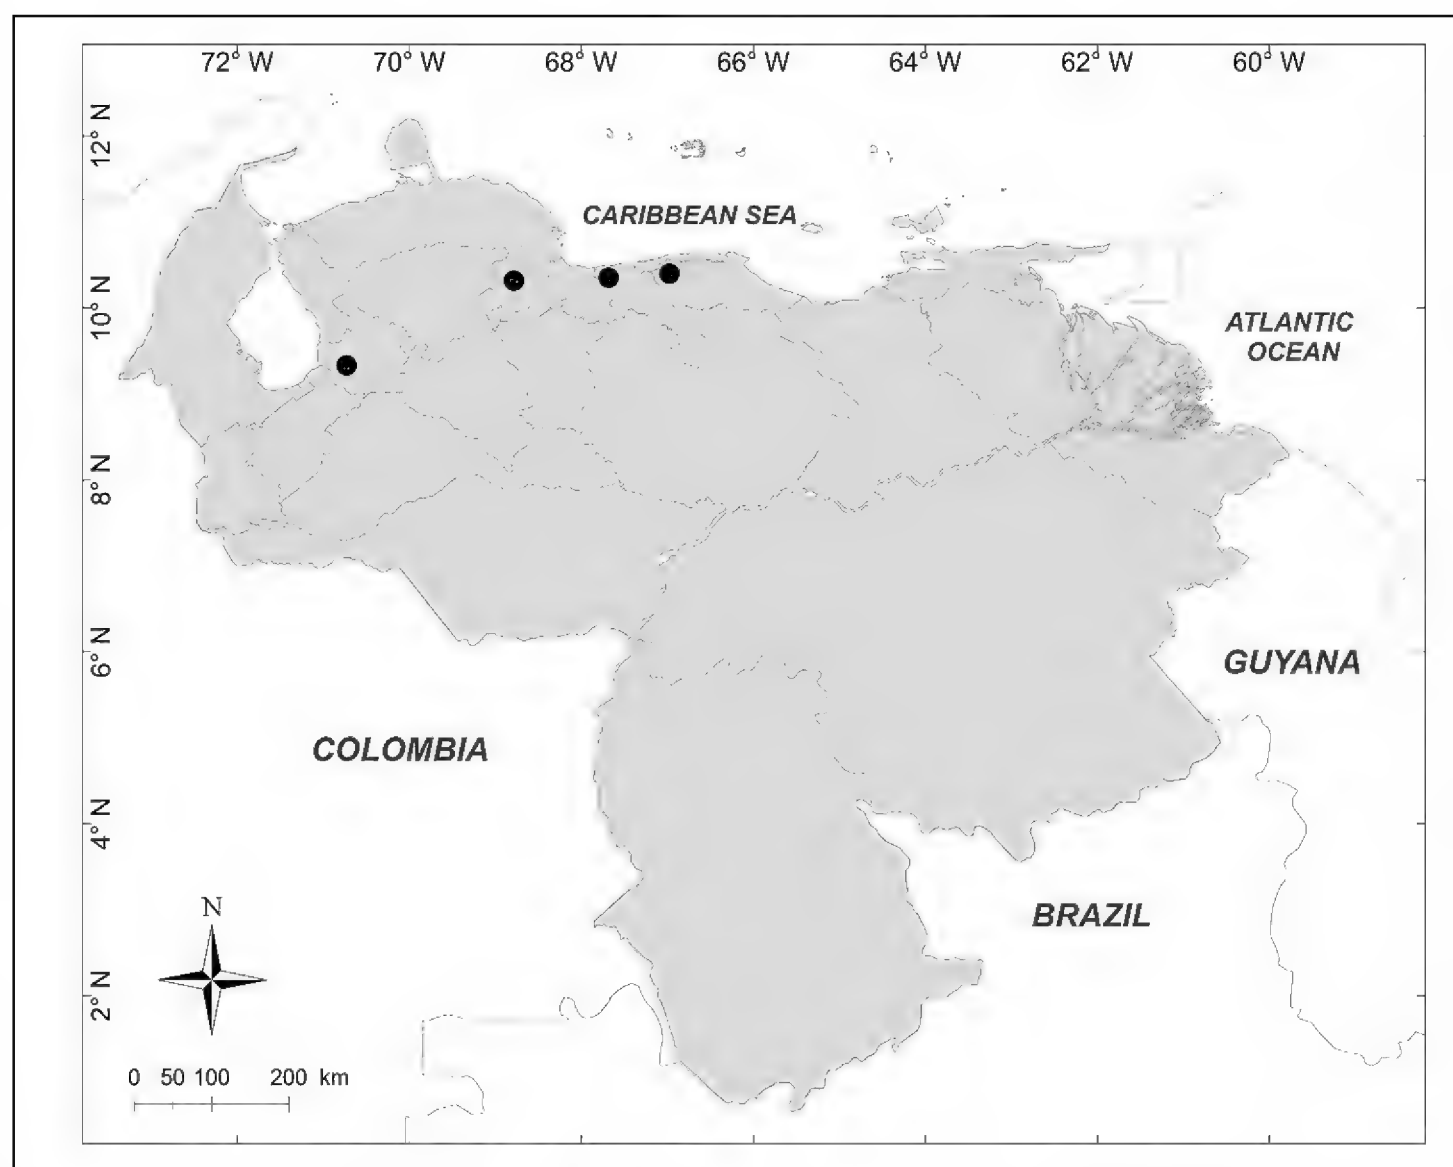 72° W 70° W 68° W 66° W 64° W 62° W 60° W
12° N
10° N
8° N
6° N
4° N
2° N
CARIBBEAN SEA
ATLANTIC
OCEAN
GUYANA
COLOMBIA
BRAZIL
N
0 50 100 200 km